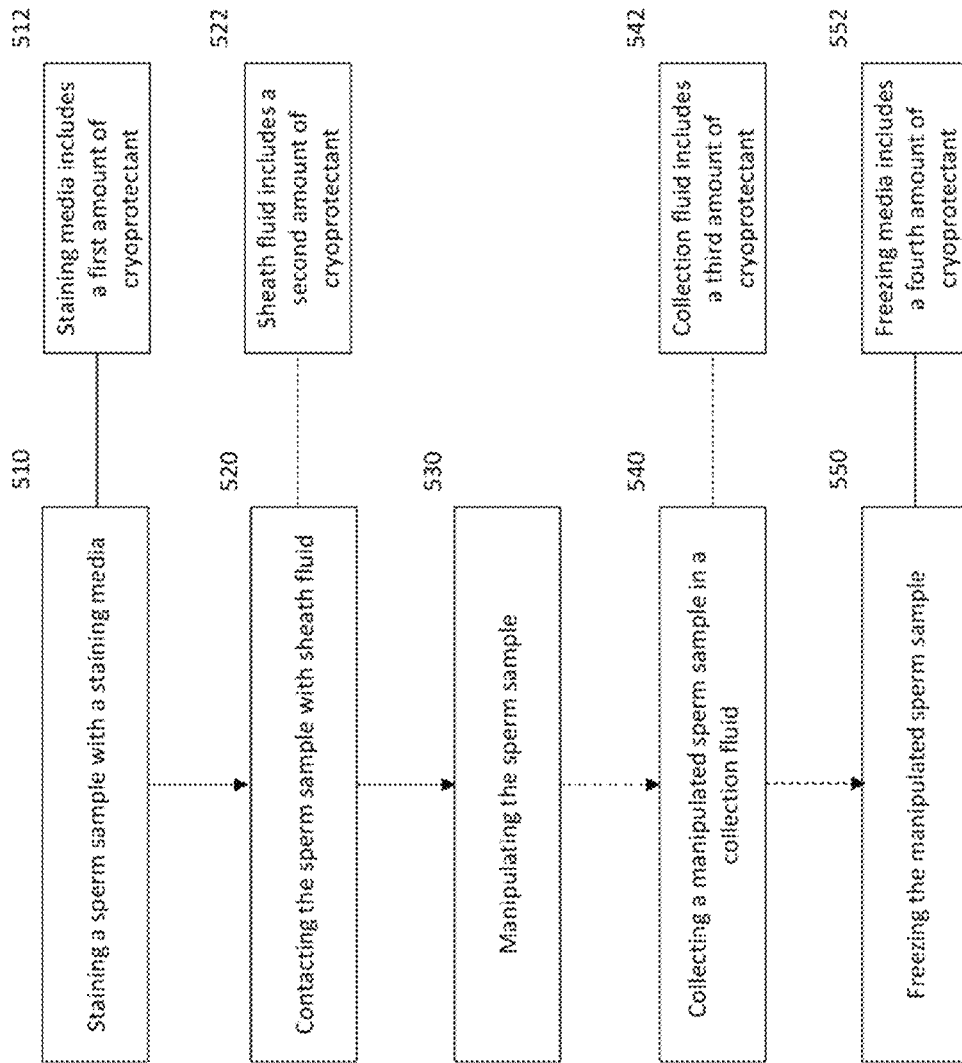 510
Staining a sperm sample with a staining media
512
Staining media includes
a first amount of
cryoprotectant
520
Contacting the sperm sample with sheath fluid
522
Sheath fluid includes a
second amount of
cryoprotectant
530
Manipulating the sperm sample
540
Collecting a manipulated sperm sample in a
collection fluid
542
Collection fluid includes
a third amount of
cryoprotectant
550
Freezing the manipulated sperm sample
552
Freezing media includes
a fourth amount of
cryoprotectant